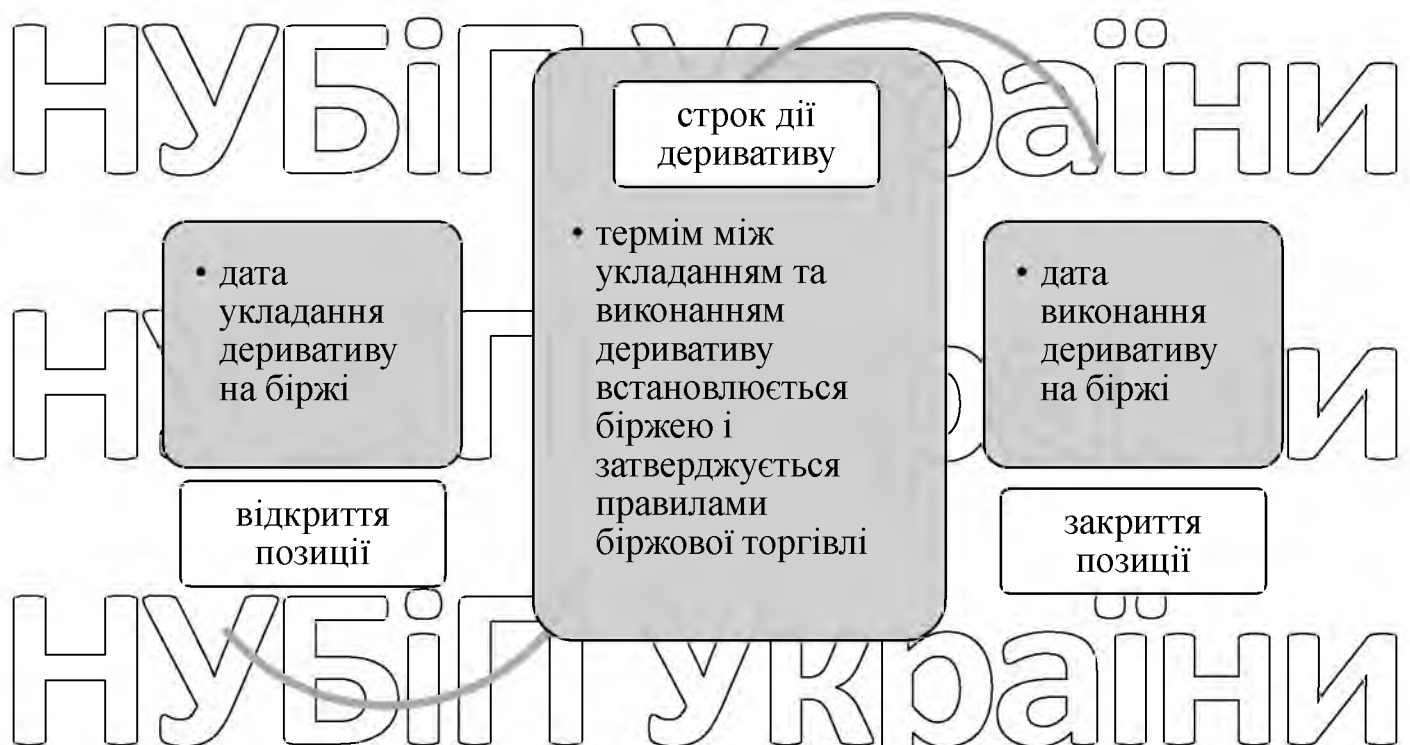 НУБіП України
строк дії
деривативу
• термім між
укладанням та
виконанням
деривативу
встановлюється
біржею і
затверджується
правилами
біржової торгівлі
• дата
укладання
деривативу
на біржі
відкриття
позиції
• дата
виконання
деривативу
на біржі
закриття
позиції
НУБіП України
НУБіП України